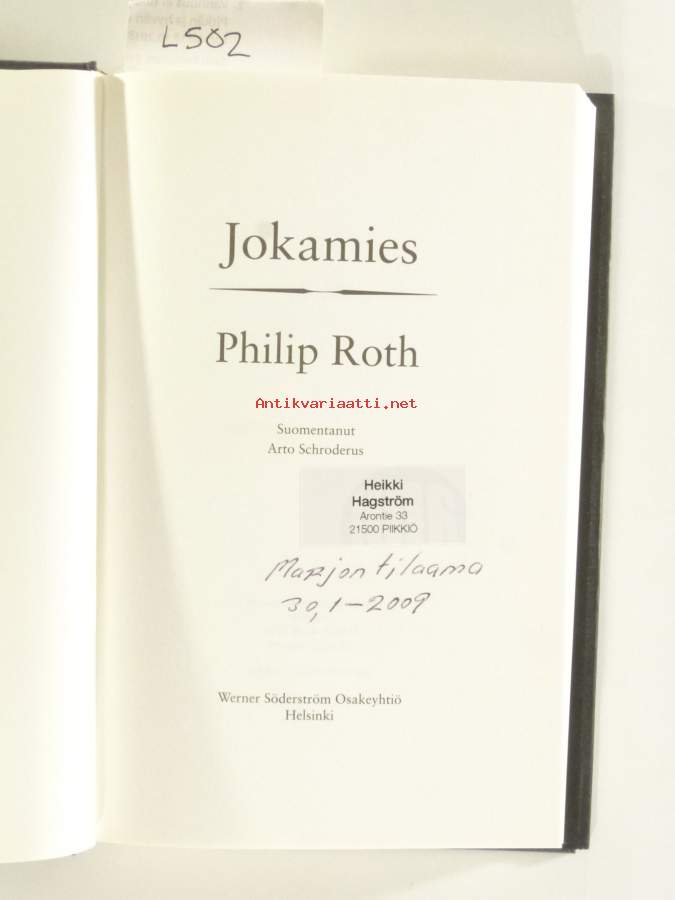 L502
Jokamies
Philip Roth
Antikvariaatti.net
Suomentanut
Arto Schroderus
Heikki
Hagström
Arontie 33
21500 PIIKKIÖ
Marjon tilaama
30,1-2009
Werner Söderström Osakeyhtiö
Helsinki